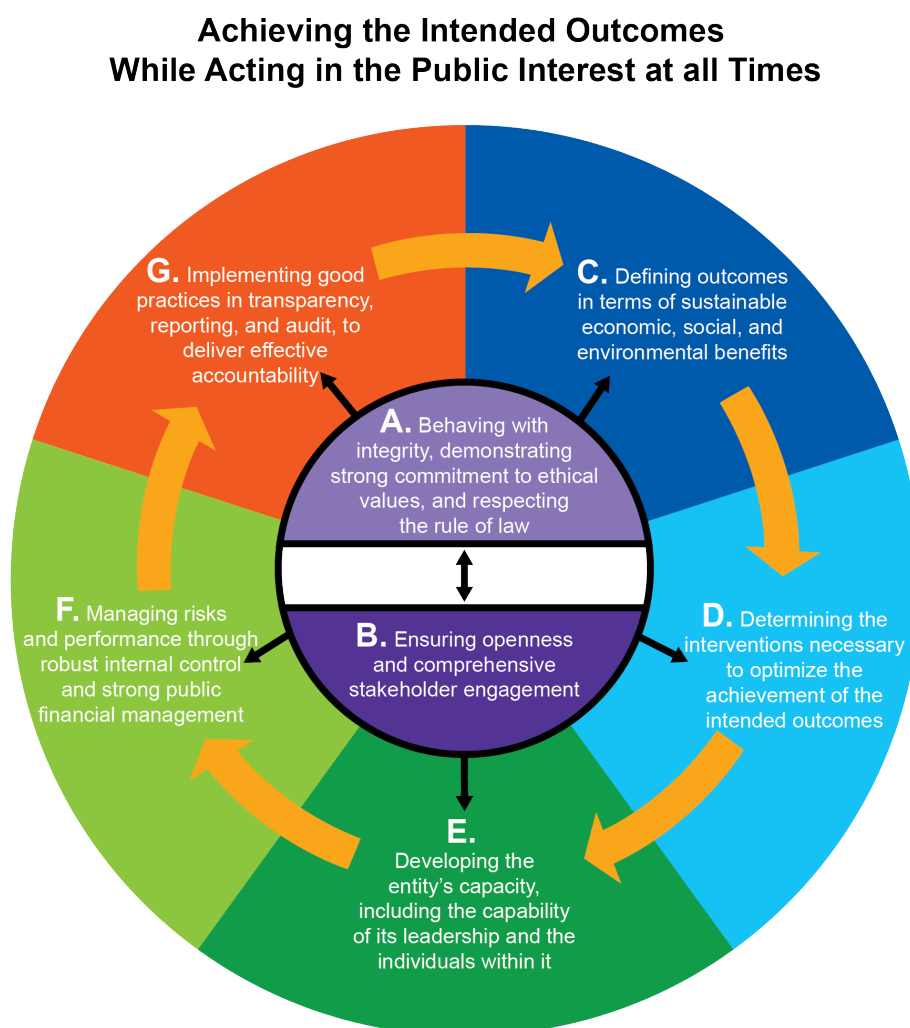 Achieving the Intended Outcomes
While Acting in the Public Interest at all Times
G. Implementing good
practices in transparency,
reporting, and audit, to
deliver effective
accountability
C. Defining outcomes
in terms of sustainable
economic, social, and
environmental benefits
A. Behaving with
integrity, demonstrating
strong commitment to ethical
values, and respecting
the rule of law
B. Ensuring openness
and comprehensive
stakeholder engagement
F. Managing risks
and performance through
robust internal control
and strong public
financial management
D. Determining the
interventions necessary
to optimize the
achievement of the
intended outcomes
E.
Developing the
entity’s capacity,
including the capability
of its leadership and the
individuals within it